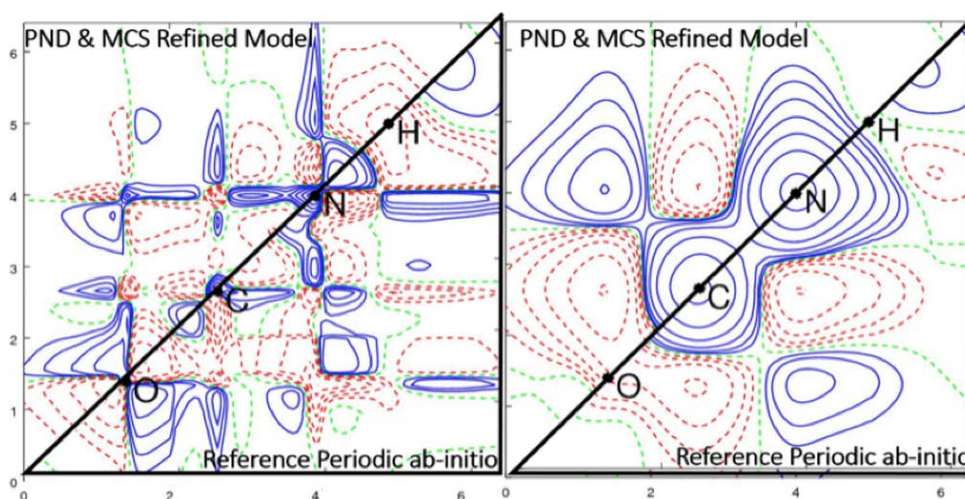 PND & MCS Refined Model
6
5
H
4
N
3
C
2
O
1
Reference Periodic ab-initio
0
0
2
4
6
PND & MCS Refined Model
H
N
C
O
Reference Periodic ab-initio
0
2
4
6